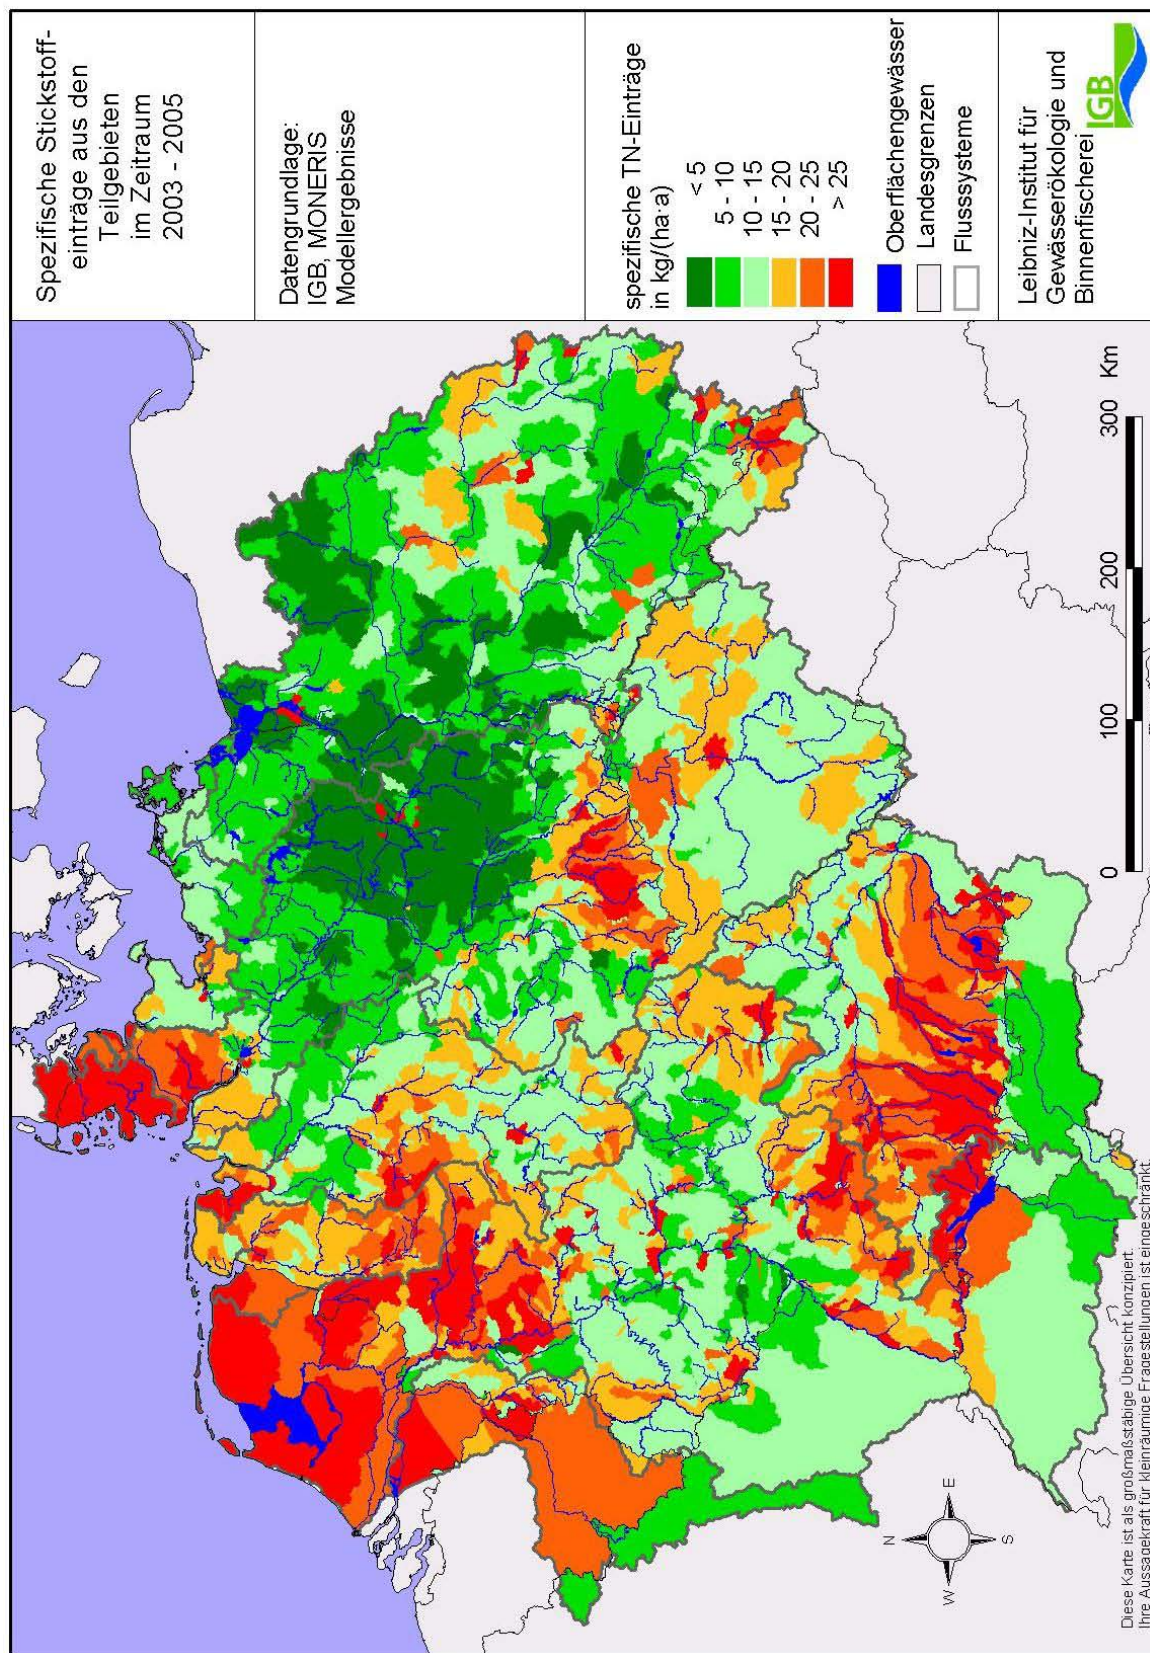 Spezifische Stickstoff-
einträge aus den
Teilgebieten
im Zeitraum
2003 - 2005
Datengrundlage:
IGB, MONERIS
Modellergebnisse
spezifische TN-Einträge
in kg/(ha·a)
< 5
5 - 10
10 - 15
15 - 20
20 - 25
> 25
Oberflächengewässer
Landesgrenzen
Flusssysteme
Leibniz-Institut für
Gewässerökologie und
Binnenfischerei
IGB
0 100 200 300 Km
N
W E
S
Diese Karte ist als großmaßstäbige Übersicht konzipiert.
Ihre Aussagekraft für kleinräumige Fragestellungen ist eingeschränkt.